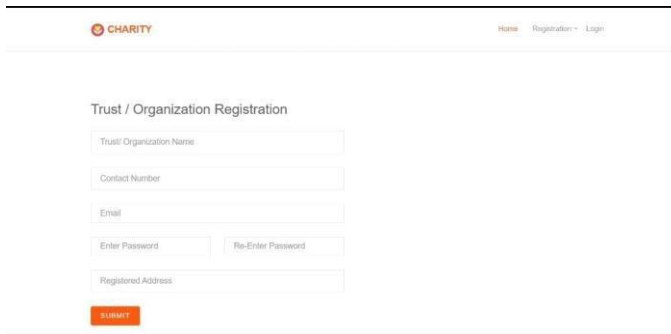 CHARITY
Home Registration Login
Trust / Organization Registration
Trust/ Organization Name
Contact Number
Email
Enter Password Re-Enter Password
Registered Address
SUBMIT